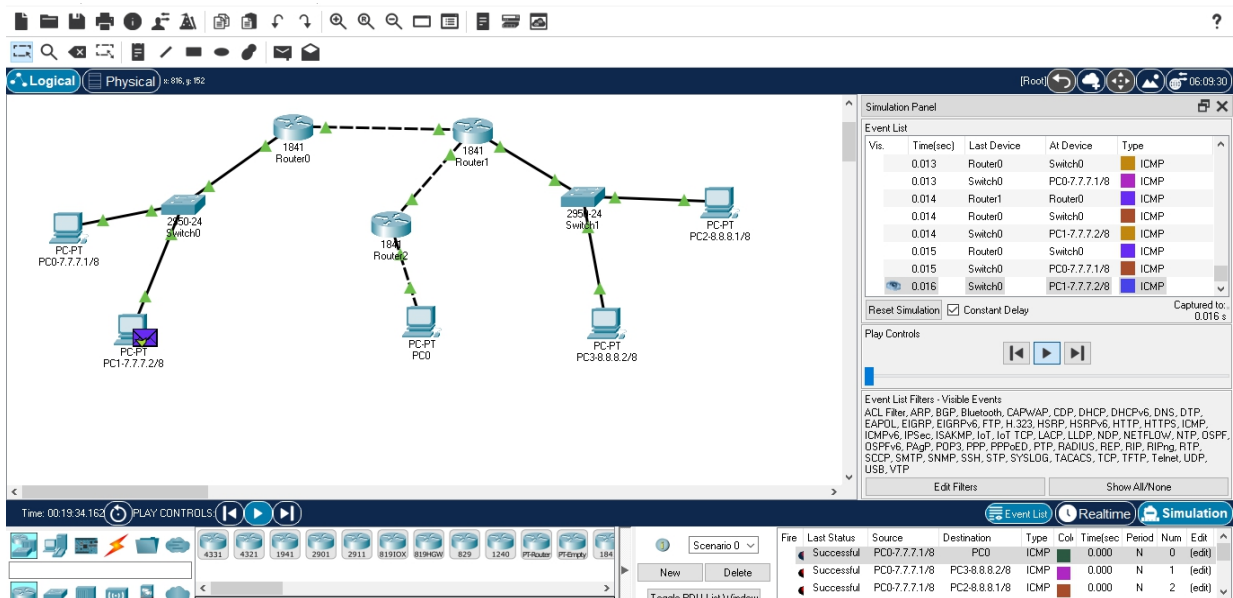 ?
Logical Physical x: 816, y: 152 [Root] 06:09:30
1841
Router0
1841
Router1
2950-24
Switch0
1841
Router2
2950-24
Switch1
PC-PT
PC0-7.7.7.1/8
PC-PT
PC2-8.8.8.1/8
PC-PT
PC1-7.7.7.2/8
PC-PT
PC0
PC-PT
PC3-8.8.8.2/8
Simulation Panel
Event List
Vis. Time(sec) Last Device At Device Type
0.013 Router0 Switch0 ICMP
0.013 Switch0 PC0-7.7.7.1/8 ICMP
0.014 Router1 Router0 ICMP
0.014 Router0 Switch0 ICMP
0.014 Switch0 PC1-7.7.7.2/8 ICMP
0.015 Router0 Switch0 ICMP
0.015 Switch0 PC0-7.7.7.1/8 ICMP
0.016 Switch0 PC1-7.7.7.2/8 ICMP
Reset Simulation Constant Delay Captured to:
0.016 s
Play Controls
Event List Filters - Visible Events
ACL Filter, ARP, BGP, Bluetooth, CAPWAP, CDP, DHCP, DHCPv6, DNS, DTP,
EAPOL, EIGRP, EIGRPv6, FTP, H.323, HSRP, HSRPv6, HTTP, HTTPS, ICMP,
ICMPv6, IPSec, ISAKMP, IoT, IoT TCP, LACP, LLDP, NDP, NETFLOW, NTP, OSPF,
OSPFv6, PAgP, POP3, PPP, PPPoED, PTP, RADIUS, REP, RIP, RIPng, RTP,
SCCP, SMTP, SNMP, SSH, STP, SYSLOG, TACACS, TCP, TFTP, Telnet, UDP,
USB, VTP
Edit Filters Show All/None
Time: 00:19:34.162 PLAY CONTROLS: Event List Realtime Simulation
4331 4321 1941 2901 2911 819IOX 819HGW 829 1240 PT-Router PT-Empty 184
Scenario 0
New Delete
Toggle PDU List Window
Fire Last Status Source Destination Type Col Time(sec Period Num Edit
Successful PC0-7.7.7.1/8 PC0 ICMP 0.000 N 0 (edit)
Successful PC0-7.7.7.1/8 PC3-8.8.8.2/8 ICMP 0.000 N 1 (edit)
Successful PC0-7.7.7.1/8 PC2-8.8.8.1/8 ICMP 0.000 N 2 (edit)